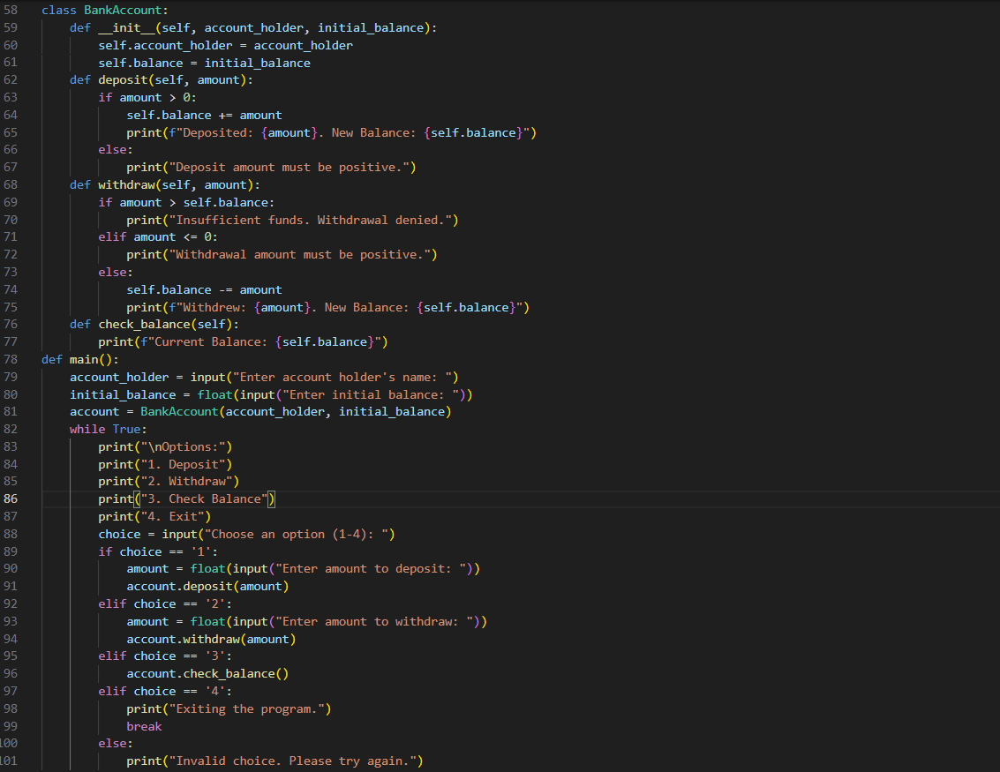 58 class BankAccount:
59     def __init__(self, account_holder, initial_balance):
60         self.account_holder = account_holder
61         self.balance = initial_balance
62     def deposit(self, amount):
63         if amount > 0:
64             self.balance += amount
65             print(f"Deposited: {amount}. New Balance: {self.balance}")
66         else:
67             print("Deposit amount must be positive.")
68     def withdraw(self, amount):
69         if amount > self.balance:
70             print("Insufficient funds. Withdrawal denied.")
71         elif amount <= 0:
72             print("Withdrawal amount must be positive.")
73         else:
74             self.balance -= amount
75             print(f"Withdrew: {amount}. New Balance: {self.balance}")
76     def check_balance(self):
77         print(f"Current Balance: {self.balance}")
78 def main():
79     account_holder = input("Enter account holder's name: ")
80     initial_balance = float(input("Enter initial balance: "))
81     account = BankAccount(account_holder, initial_balance)
82     while True:
83         print("\nOptions:")
84         print("1. Deposit")
85         print("2. Withdraw")
86         print("3. Check Balance")
87         print("4. Exit")
88         choice = input("Choose an option (1-4): ")
89         if choice == '1':
90             amount = float(input("Enter amount to deposit: "))
91             account.deposit(amount)
92         elif choice == '2':
93             amount = float(input("Enter amount to withdraw: "))
94             account.withdraw(amount)
95         elif choice == '3':
96             account.check_balance()
97         elif choice == '4':
98             print("Exiting the program.")
99             break
100         else:
101             print("Invalid choice. Please try again.")